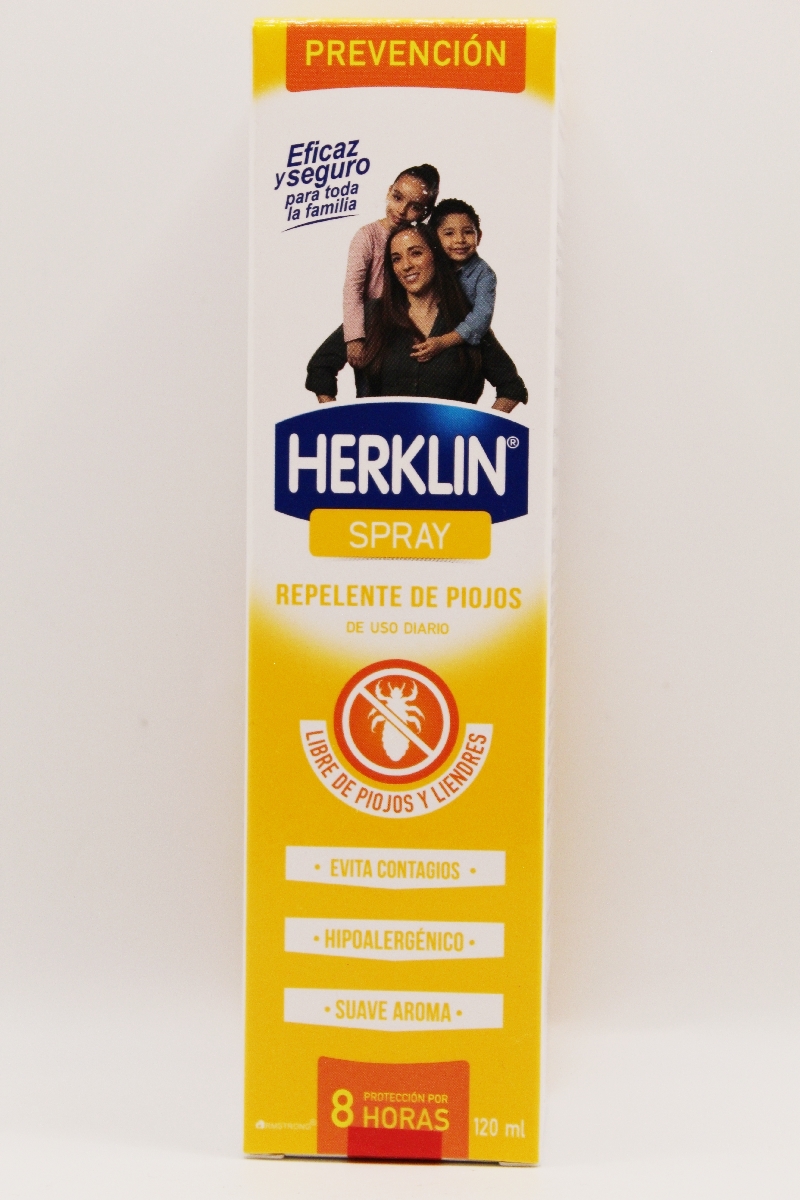 PREVENCIÓN
Eficaz
y seguro
para toda
la familia
HERKLIN®
SPRAY
REPELENTE DE PIOJOS
DE USO DIARIO
LIBRE DE PIOJOS Y LIENDRES
• EVITA CONTAGIOS •
• HIPOALERGÉNICO •
• SUAVE AROMA •
8 PROTECCIÓN POR
HORAS
ARMSTRONG®
120 ml